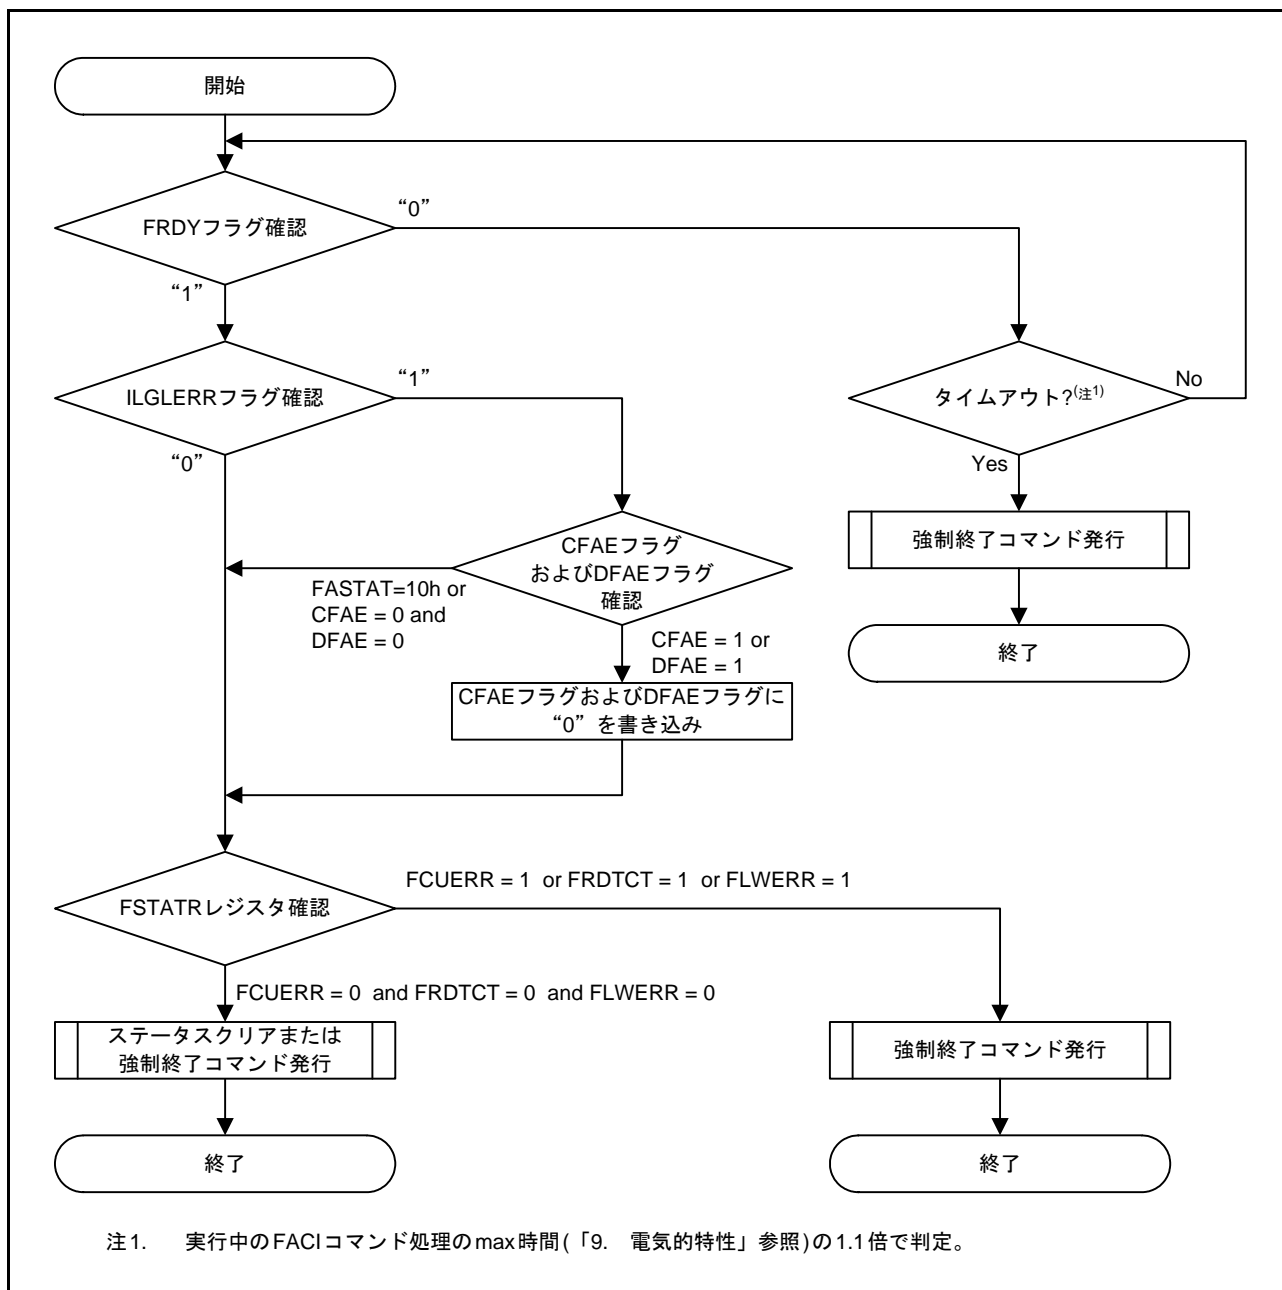 開始
FRDYフラグ確認
“0”
“1”
ILGLERRフラグ確認
“1”
“0”
タイムアウト?(注1)
No
Yes
強制終了コマンド発行
終了
CFAEフラグ
およびDFAEフラグ
確認
FASTAT=10h or
CFAE = 0 and
DFAE = 0
CFAE = 1 or
DFAE = 1
CFAEフラグおよびDFAEフラグに
“0”を書き込み
FSTATRレジスタ確認
FCUERR = 1 or FRDTCT = 1 or FLWERR = 1
FCUERR = 0 and FRDTCT = 0 and FLWERR = 0
ステータスクリアまたは
強制終了コマンド発行
強制終了コマンド発行
終了
終了
注1. 実行中のFACIコマンド処理のmax時間(「9. 電気的特性」参照)の1.1倍で判定。